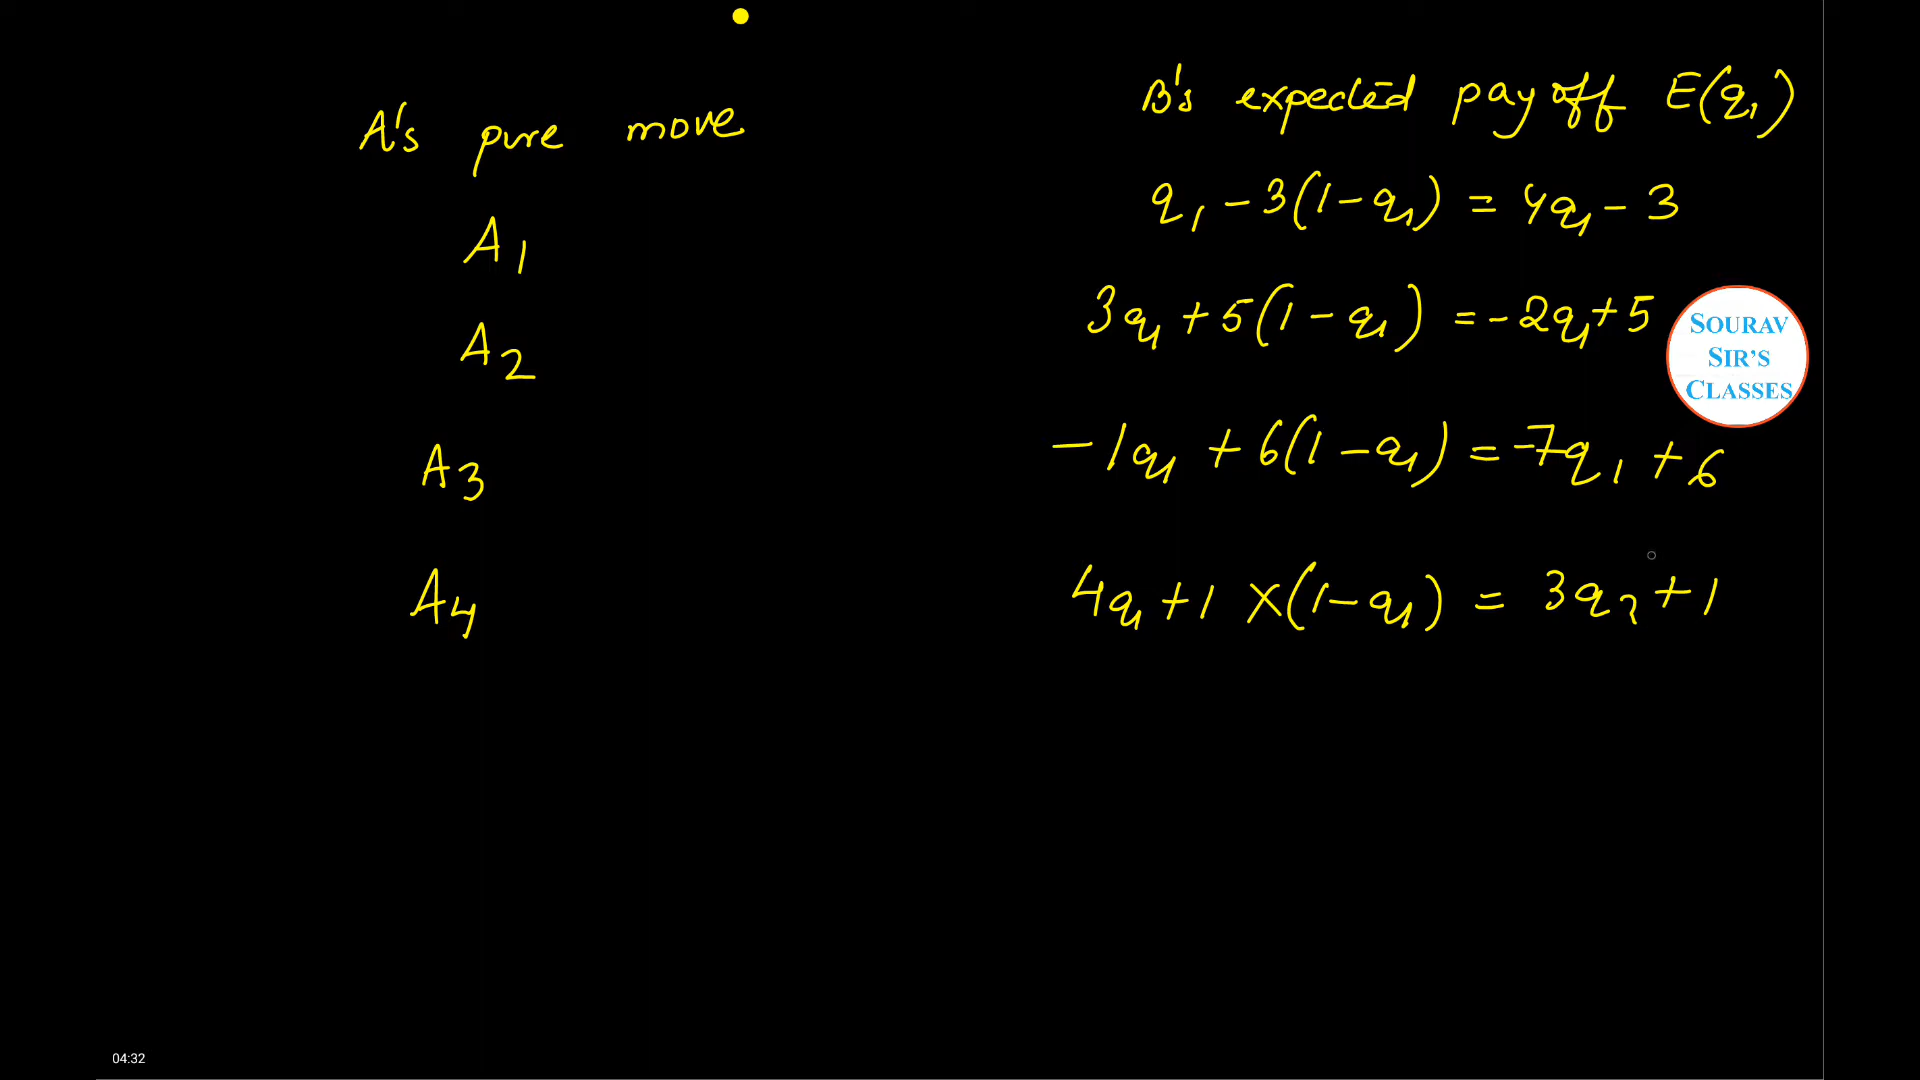 A's pure move
B's expected pay off E(q₁)
A₁
q₁ - 3(1-q₁) = 4q₁ - 3
A₂
3q₁ + 5(1-q₁) = -2q₁+5
SOURAV
SIR'S
CLASSES
A₃
-1q₁ + 6(1-q₁) = -7q₁ + 6
A₄
4q₁+1 ×(1-q₁) = 3q₂+1
04:32